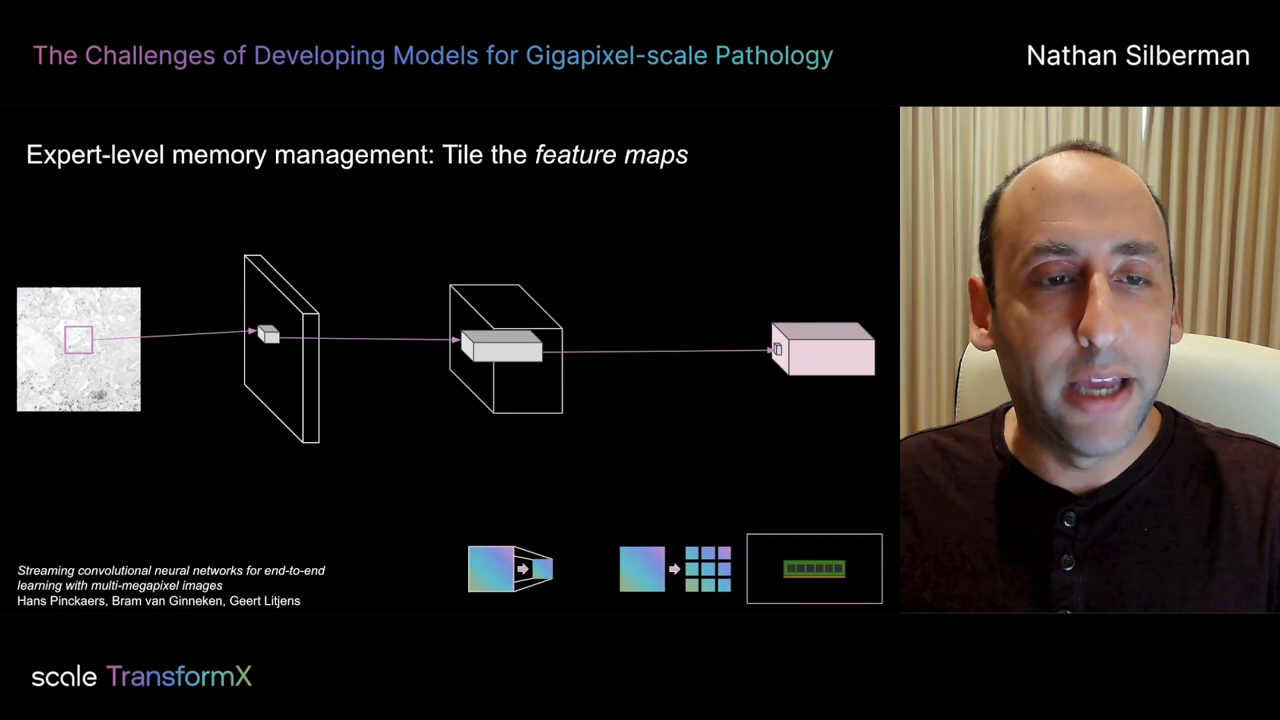 The Challenges of Developing Models for Gigapixel-scale Pathology
Nathan Silberman
Expert-level memory management: Tile the feature maps
Streaming convolutional neural networks for end-to-end
learning with multi-megapixel images
Hans Pinckaers, Bram van Ginneken, Geert Litjens
scale TransformX